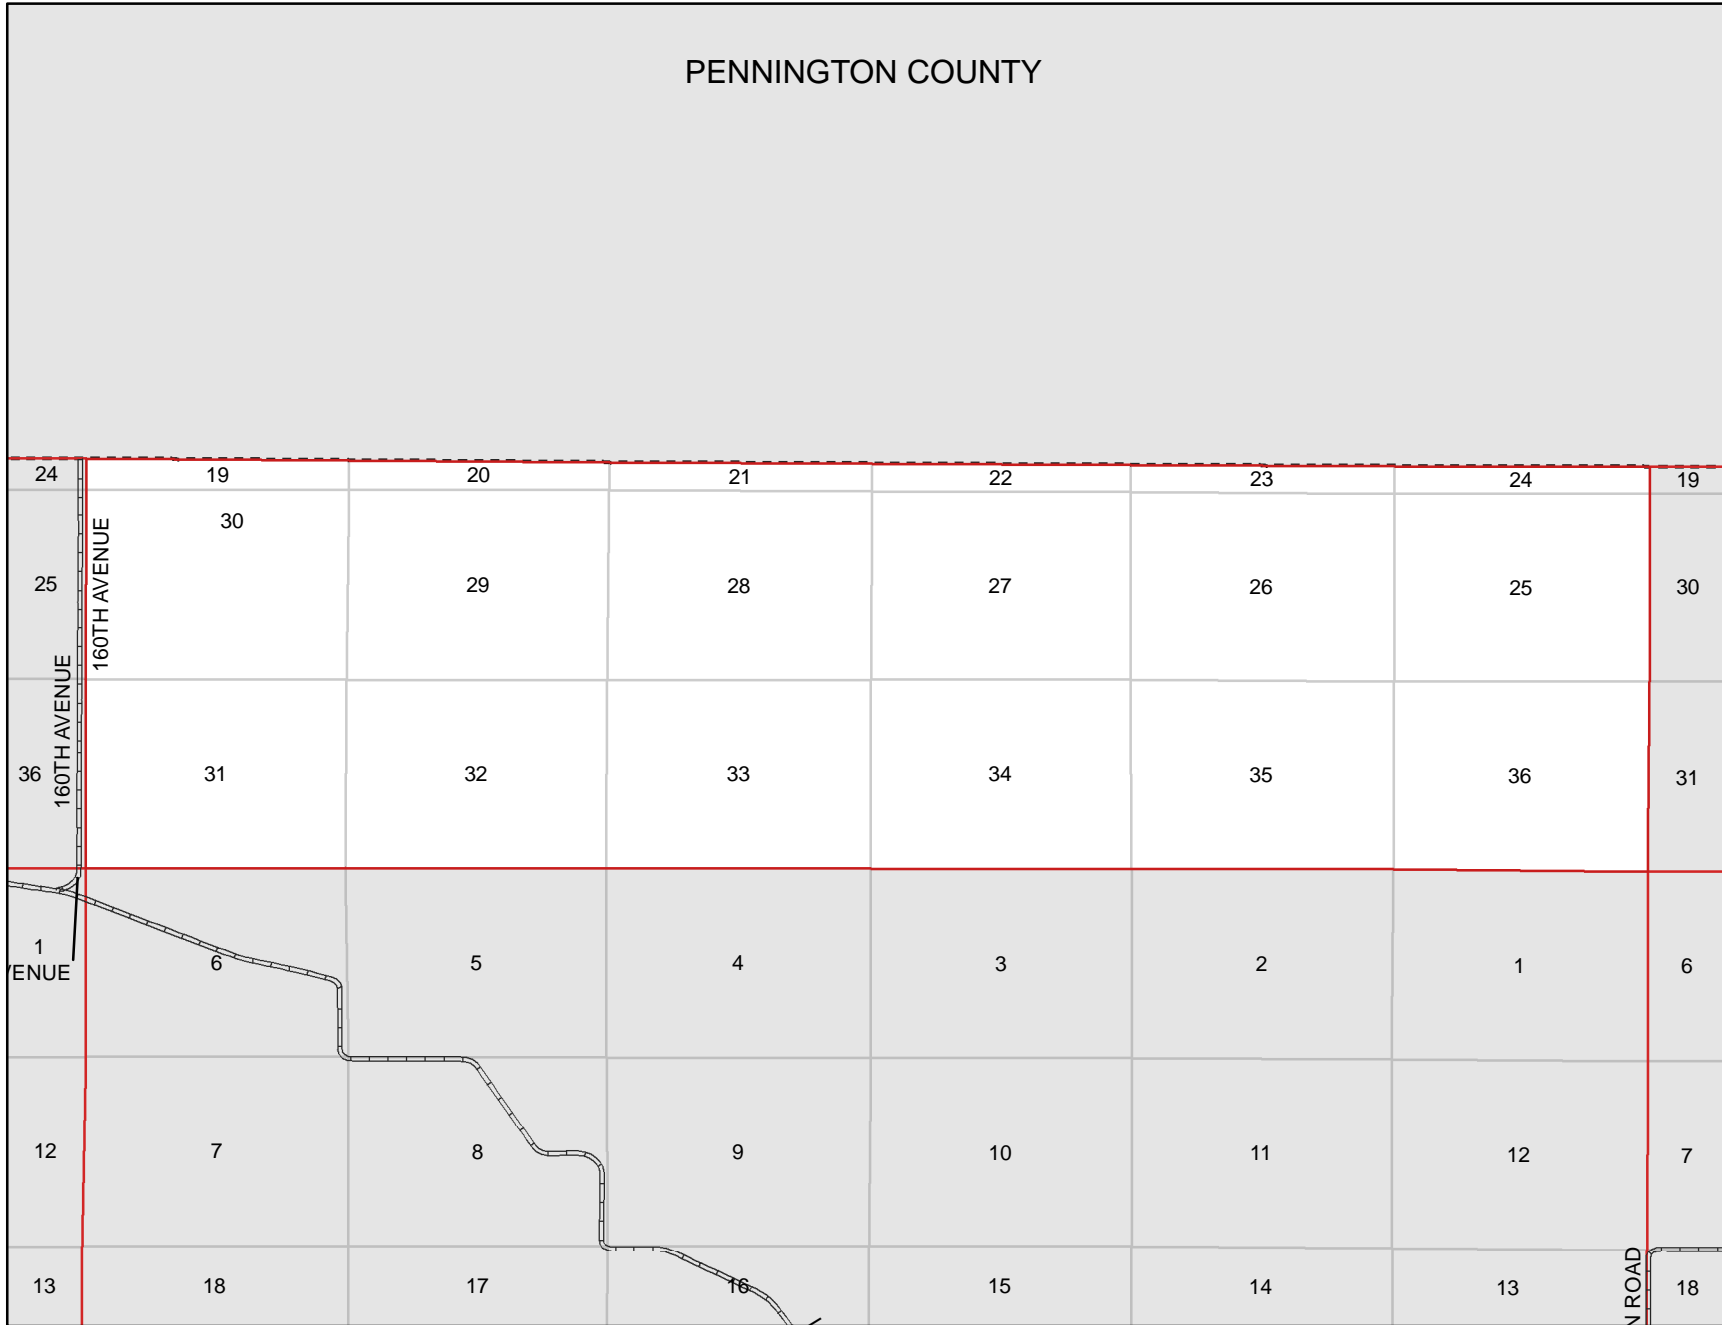 PENNINGTON COUNTY
24 19 20 21 22 23 24 19
30
25 29 28 27 26 25 30
160TH AVENUE
160TH AVENUE
36 31 32 33 34 35 36 31
1 6 5 4 3 2 1 6
VENUE
12 7 8 9 10 11 12 7
13 18 17 16 15 14 13 18
N ROAD